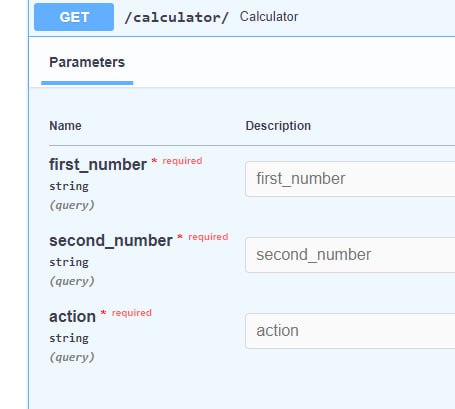 GET /calculator/ Calculator
Parameters
Name Description
first_number * required first_number
string
(query)
second_number * required second_number
string
(query)
action * required action
string
(query)